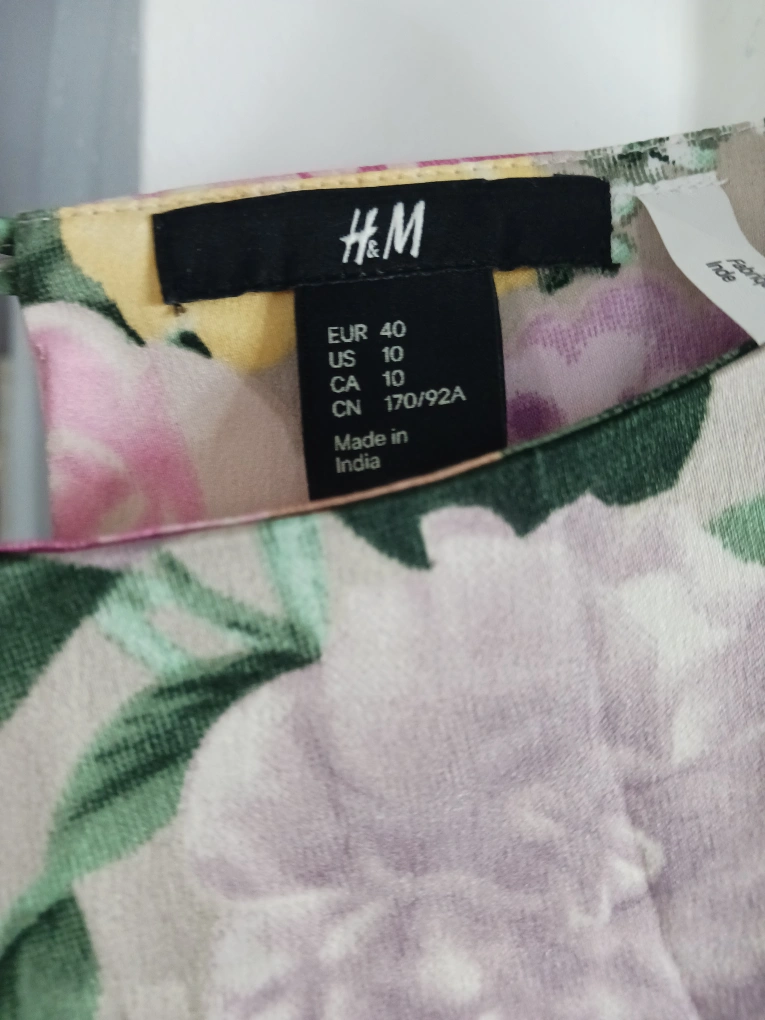 H&M
EUR 40
US 10
CA 10
CN 170/92A
Made in
India
Inde